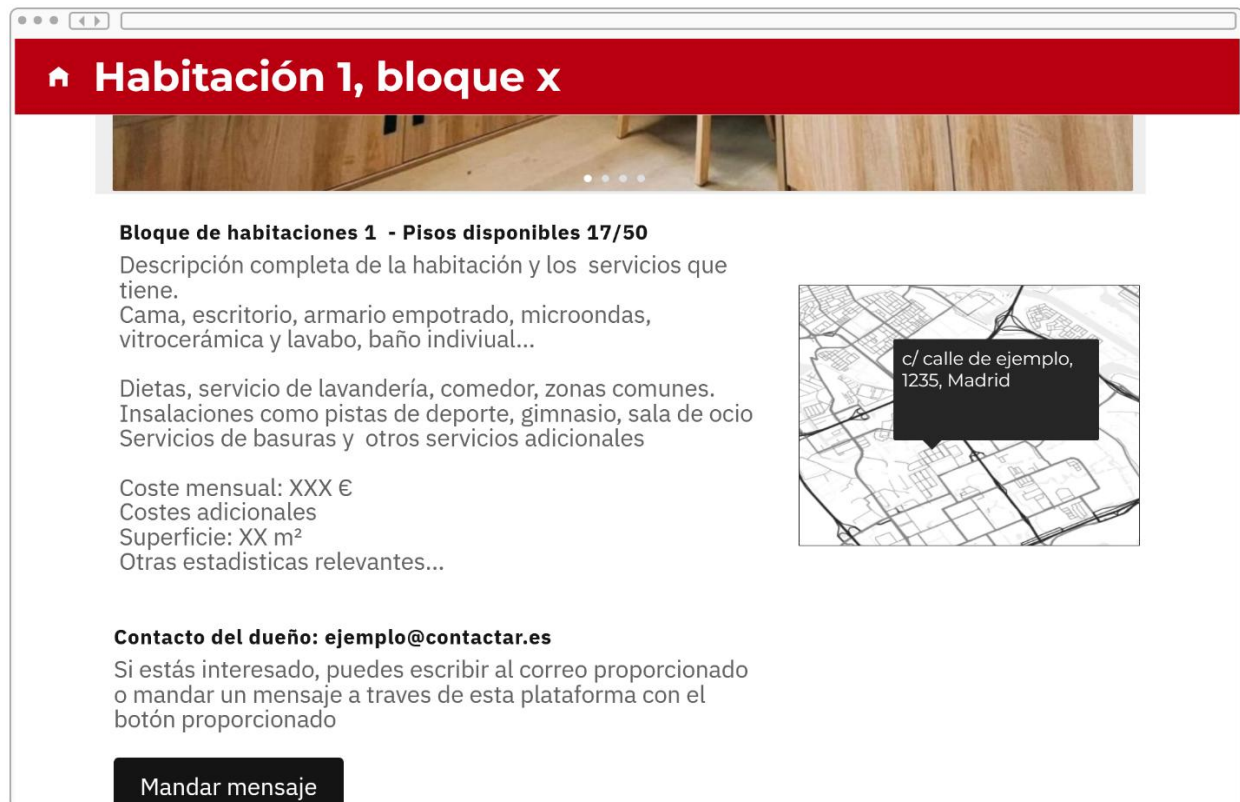 Habitación 1, bloque x
Bloque de habitaciones 1 - Pisos disponibles 17/50
Descripción completa de la habitación y los servicios que
tiene.
Cama, escritorio, armario empotrado, microondas,
vitrocerámica y lavabo, baño indiviual...
Dietas, servicio de lavandería, comedor, zonas comunes.
Insalaciones como pistas de deporte, gimnasio, sala de ocio
Servicios de basuras y otros servicios adicionales
Coste mensual: XXX €
Costes adicionales
Superficie: XX m²
Otras estadisticas relevantes...
c/ calle de ejemplo,
1235, Madrid
Contacto del dueño: ejemplo@contactar.es
Si estás interesado, puedes escribir al correo proporcionado
o mandar un mensaje a traves de esta plataforma con el
botón proporcionado
Mandar mensaje